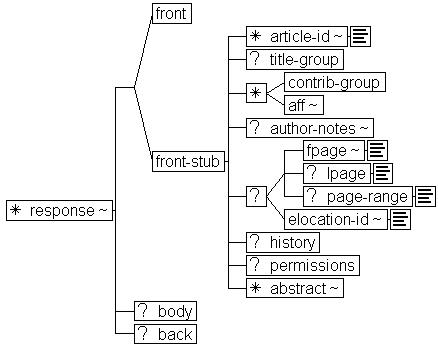 front
* article-id ~
? title-group
*
contrib-group
aff ~
? author-notes ~
front-stub
fpage ~
? lpage
? page-range
?
elocation-id ~
* response ~
? history
? permissions
* abstract ~
? body
? back